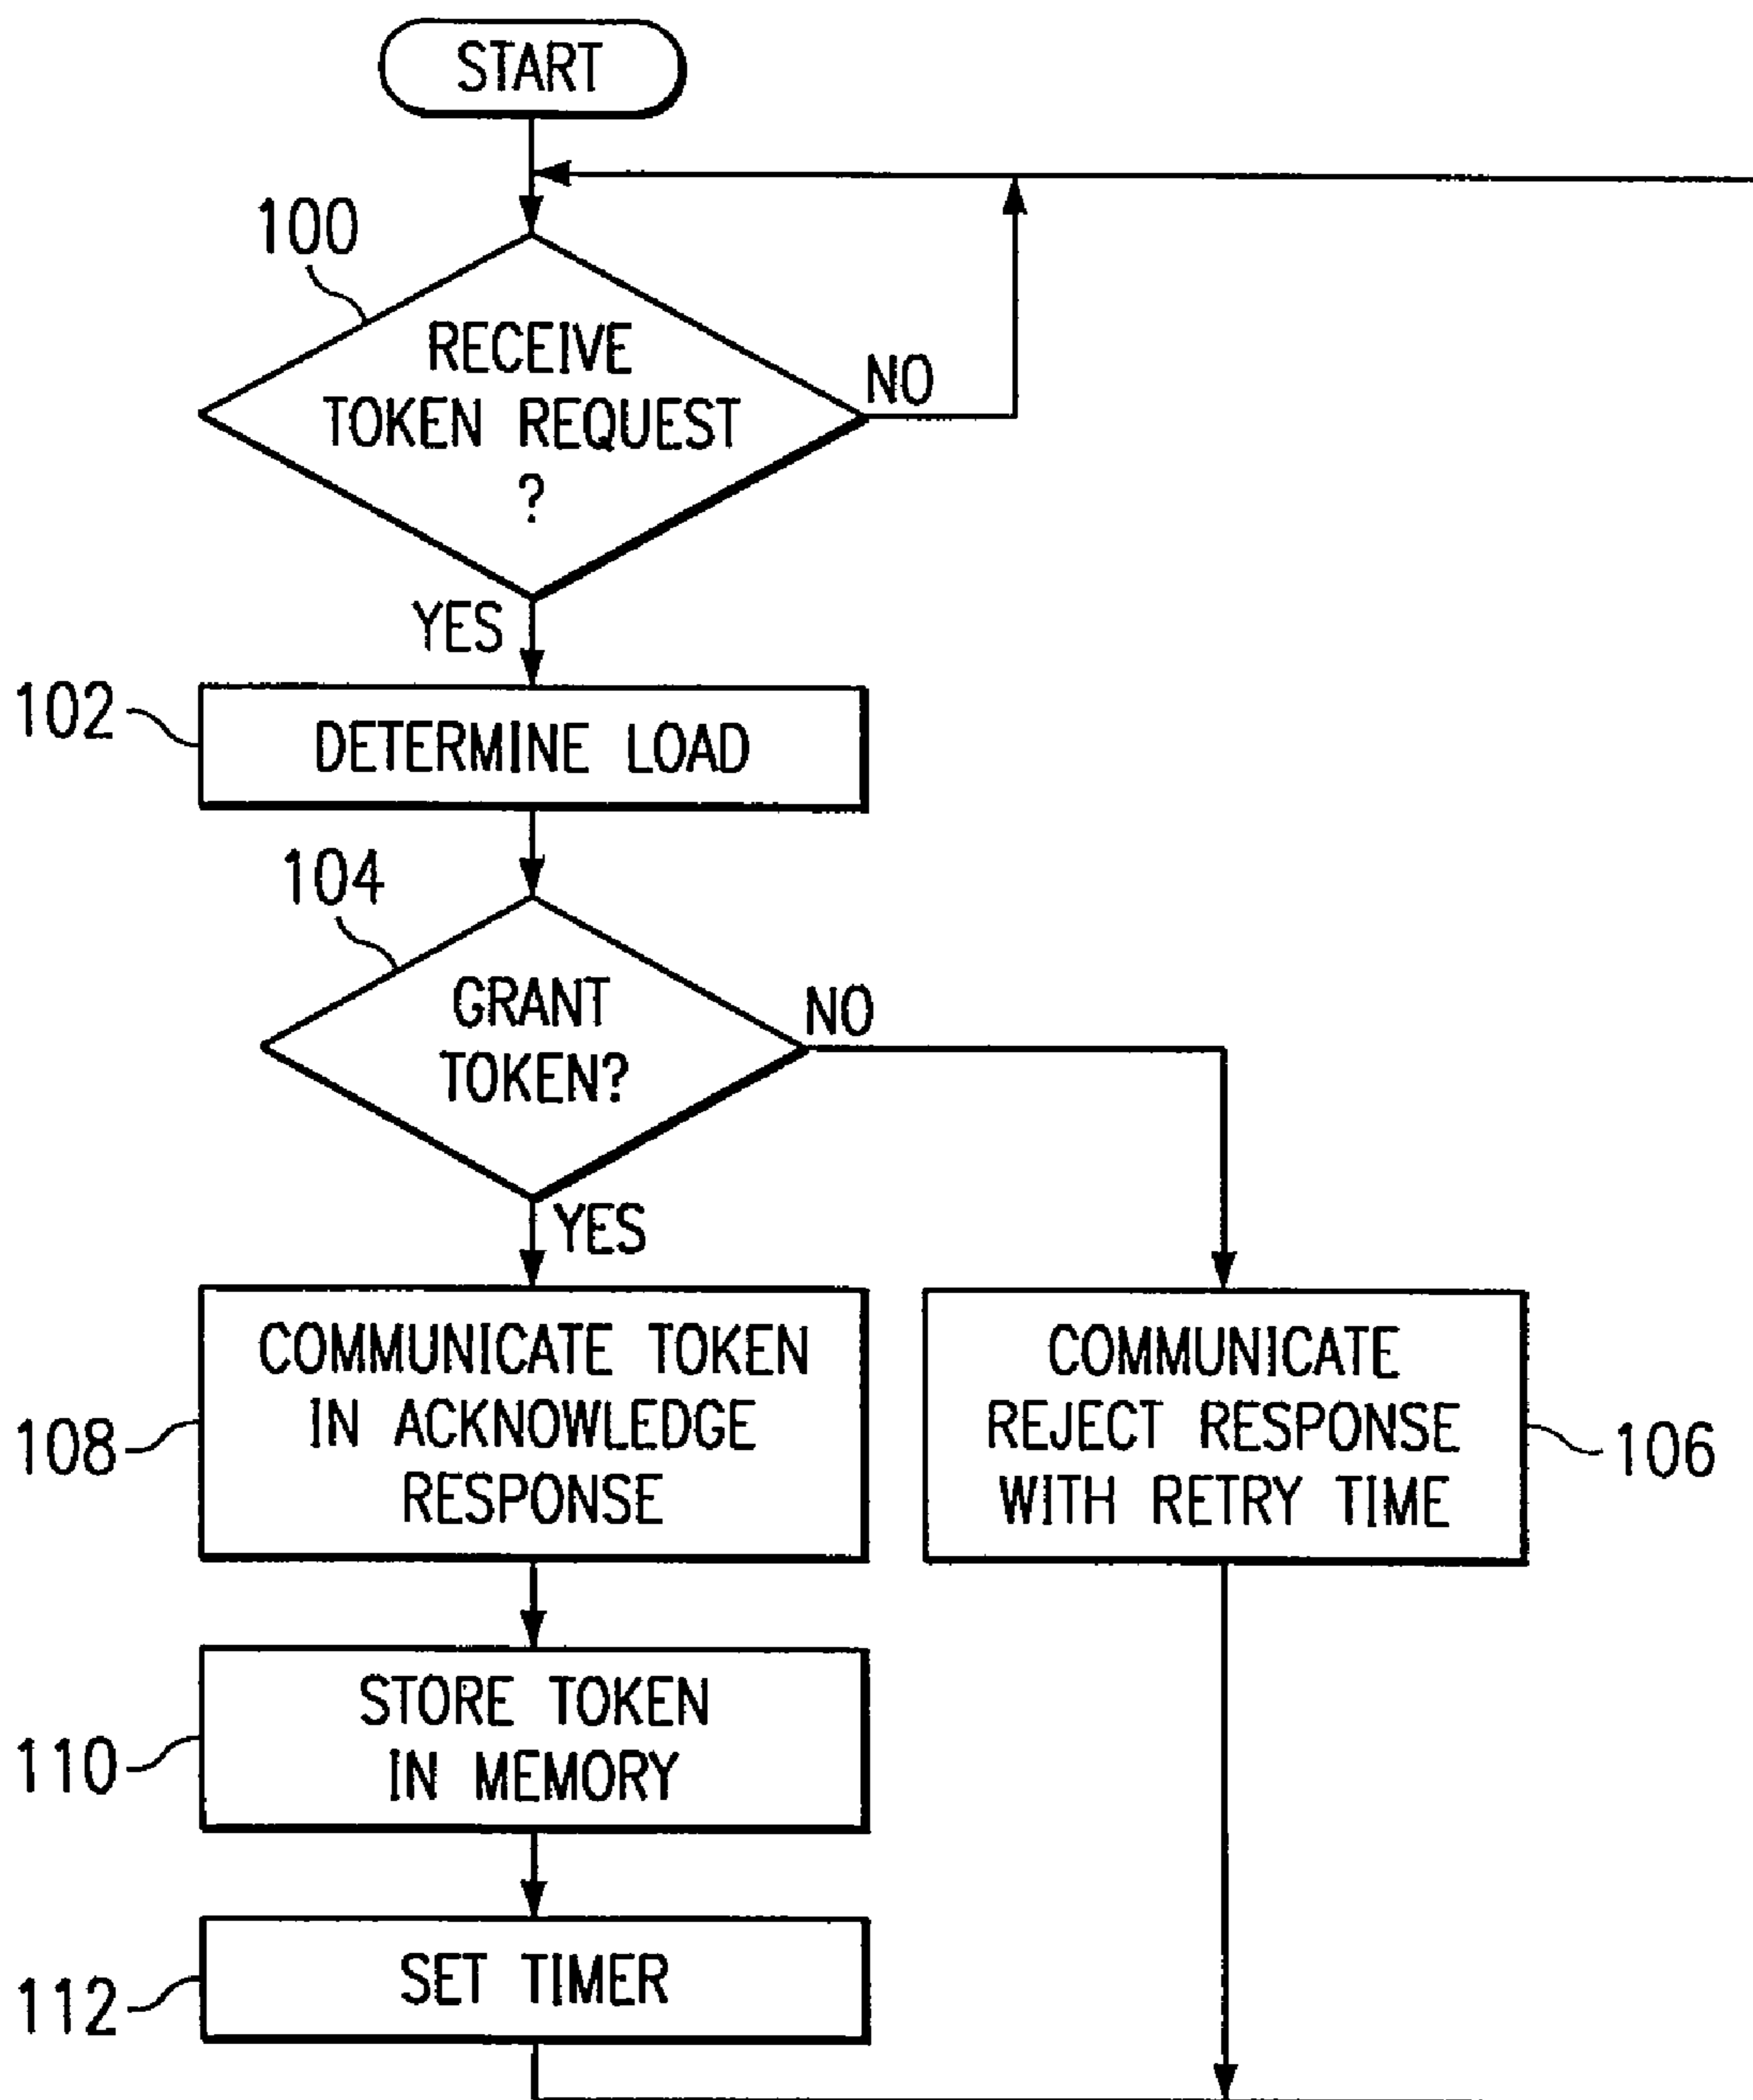 START
100
RECEIVE
TOKEN REQUEST
?
NO
YES
102
DETERMINE LOAD
104
GRANT
TOKEN?
NO
YES
108
COMMUNICATE TOKEN
IN ACKNOWLEDGE
RESPONSE
COMMUNICATE
REJECT RESPONSE
WITH RETRY TIME
106
110
STORE TOKEN
IN MEMORY
112
SET TIMER